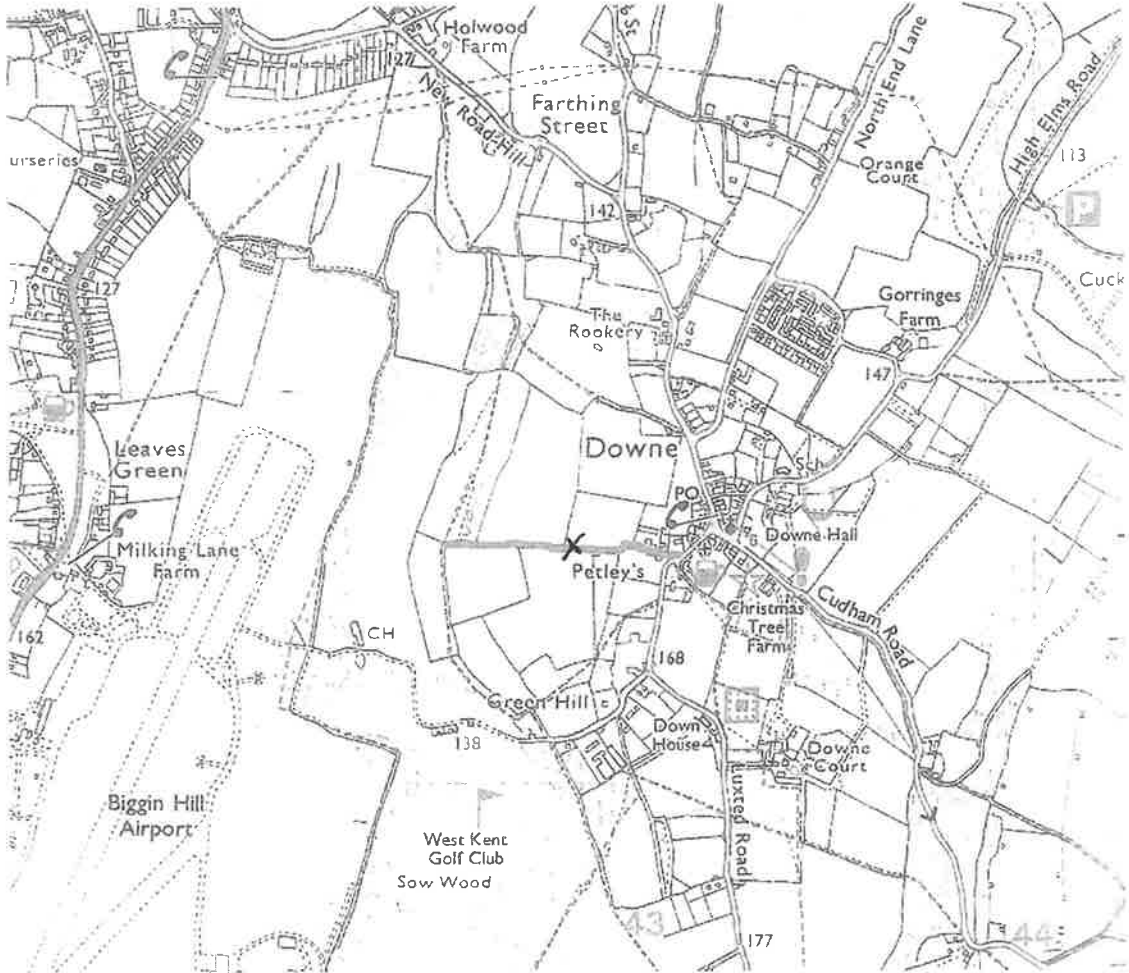 Holwood
Farm
127
New Road Hill
St
Farthing
Street
North End Lane
High Elms Road
113
Orange
Court
P
urseries
142
127
Cuck
Gorringes
Farm
The
Rookery
147
Leaves
Green
Downe
Sch
PO
Downe Hall
Milking Lane
Farm
X
Petley's
Christmas
Tree
Farm
Cudham Road
162
CH
168
Green Hill
138
Down
House
Downe
Court
Biggin Hill
Airport
Luxted Road
West Kent
Golf Club
Sow Wood
43
177
44